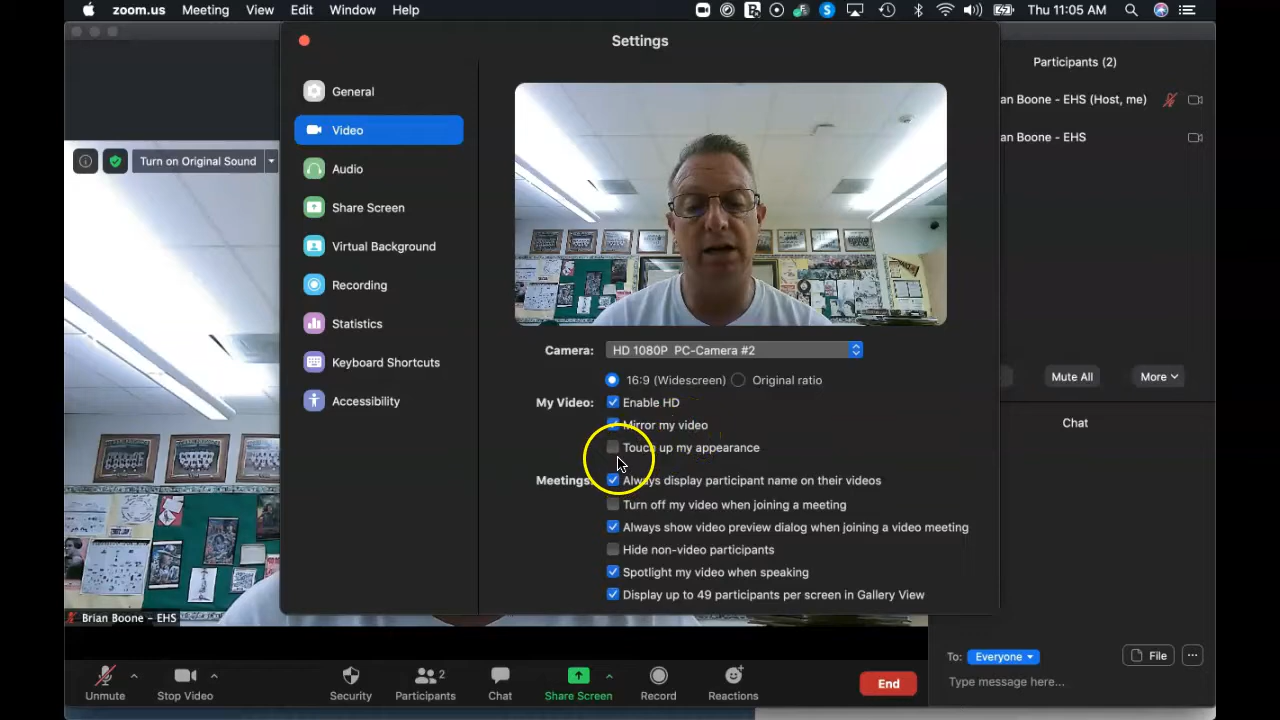 zoom.us Meeting View Edit Window Help Thu 11:05 AM
Settings
General
Video
Audio
Share Screen
Virtual Background
Recording
Statistics
Keyboard Shortcuts
Accessibility
Turn on Original Sound
Camera: HD 1080P PC-Camera #2
16:9 (Widescreen) Original ratio
My Video: Enable HD
Mirror my video
Touch up my appearance
Meetings: Always display participant name on their videos
Turn off my video when joining a meeting
Always show video preview dialog when joining a video meeting
Hide non-video participants
Spotlight my video when speaking
Display up to 49 participants per screen in Gallery View
Participants (2)
an Boone - EHS (Host, me)
an Boone - EHS
Mute All More
Chat
To: Everyone File
Type message here...
Brian Boone - EHS
Unmute Stop Video Security Participants 2 Chat Share Screen Record Reactions End